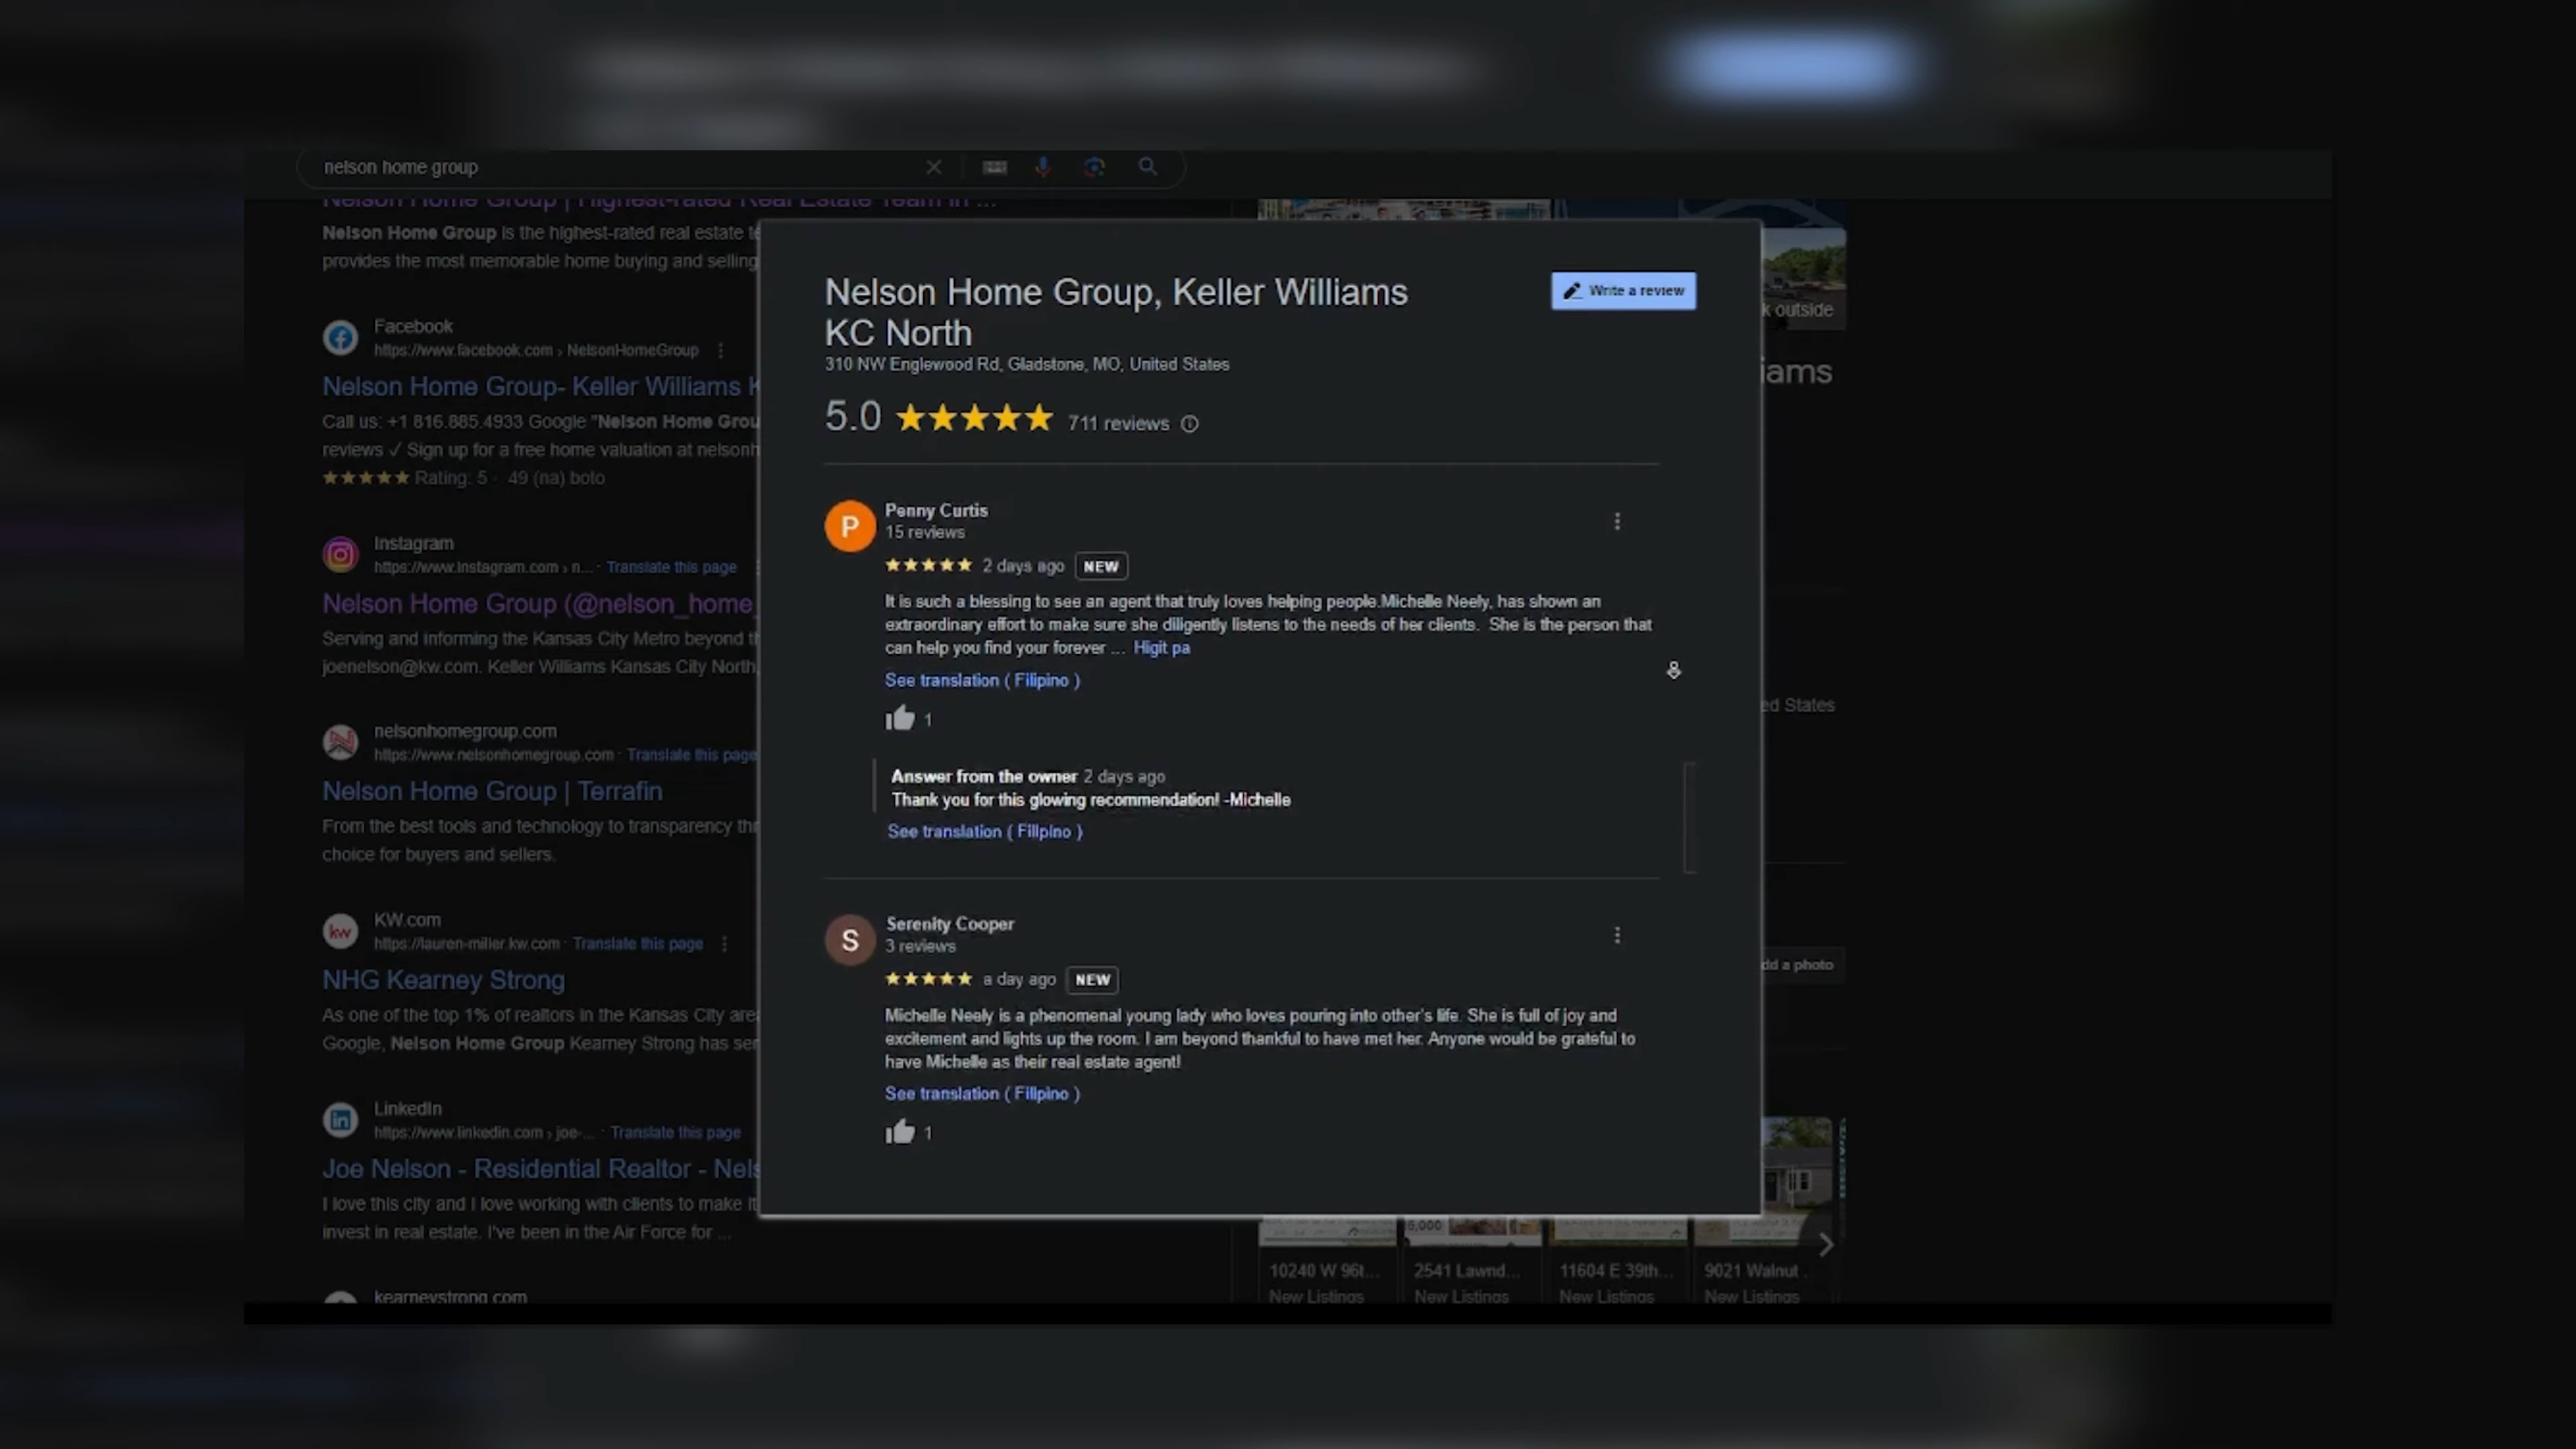 nelson home group
Nelson Home Group | Highest-rated Real Estate Team in ...
Nelson Home Group is the highest-rated real estate
provides the most memorable home buying and selling
Facebook
https://www.facebook.com › NelsonHomeGroup
Nelson Home Group- Keller Williams
Call us: +1 816.885.4933 Google "Nelson Home
reviews ✓ Sign up for a free home valuation at
★★★★★ Rating: 5 · 49 (na) boto
Instagram
https://www.instagram.com › n... · Translate this page
Nelson Home Group (@nelson_home_
Serving and informing the Kansas City Metro beyond
joenelson@kw.com. Keller Williams Kansas City North,
nelsonhomegroup.com
https://www.nelsonhomegroup.com · Translate this page
Nelson Home Group | Terrafin
From the best tools and technology to transparency
choice for buyers and sellers.
KW.com
https://lauren-miller.kw.com · Translate this page
NHG Kearney Strong
As one of the top 1% of realtors in the Kansas City
Google, Nelson Home Group Kearney Strong has
LinkedIn
https://www.linkedin.com › joe-... · Translate this page
Joe Nelson - Residential Realtor -
I love this city and I love working with clients to make
invest in real estate. I've been in the Air Force for ...
kearneystrong.com
Nelson Home Group, Keller Williams
KC North
Write a review
310 NW Englewood Rd, Gladstone, MO, United States
5.0 ★★★★★ 711 reviews
P
Penny Curtis
15 reviews
★★★★★ 2 days ago NEW
It is such a blessing to see an agent that truly loves helping people.Michelle Neely, has shown an
extraordinary effort to make sure she diligently listens to the needs of her clients. She is the person that
can help you find your forever ... Higit pa
See translation ( Filipino )
1
Answer from the owner 2 days ago
Thank you for this glowing recommendation! -Michelle
See translation ( Filipino )
S
Serenity Cooper
3 reviews
★★★★★ a day ago NEW
Michelle Neely is a phenomenal young lady who loves pouring into other's life. She is full of joy and
excitement and lights up the room. I am beyond thankful to have met her. Anyone would be grateful to
have Michelle as their real estate agent!
See translation ( Filipino )
1
outside
States
a photo
10240 W 96t...
New Listings
2541 Lawnd...
New Listings
11604 E 39th...
New Listings
9021 Walnut
New Listings